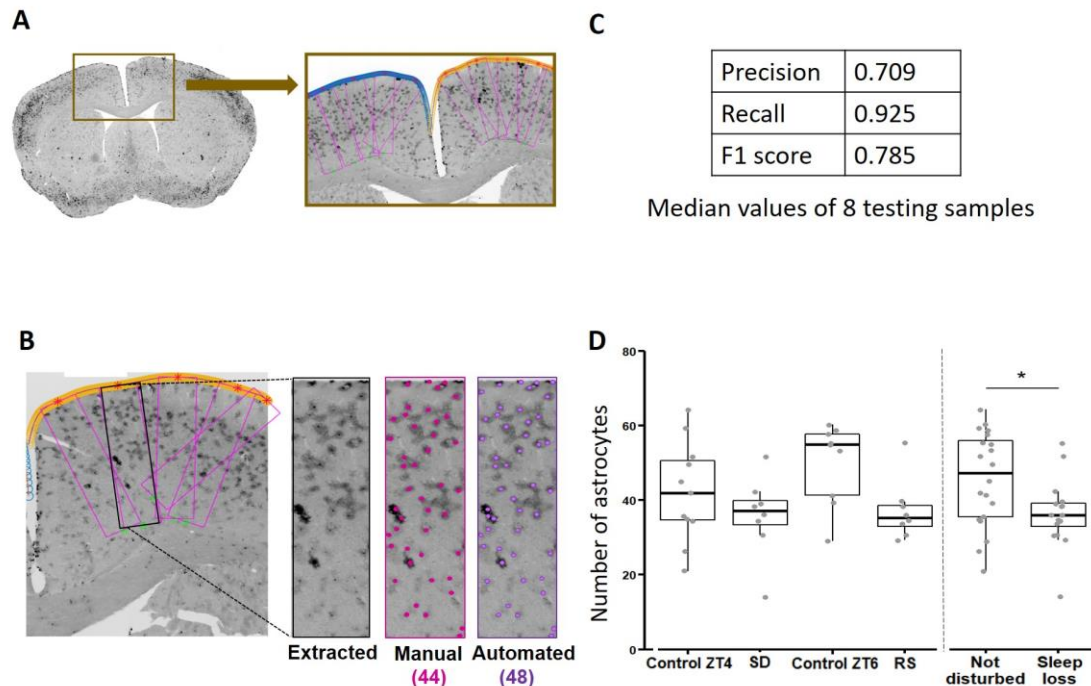 A
C
Precision 0.709
Recall 0.925
F1 score 0.785
Median values of 8 testing samples
B
Extracted
Manual
(44)
Automated
(48)
D
Number of astrocytes
80
60
40
20
0
*
Control ZT4 SD Control ZT6 RS Not disturbed Sleep loss